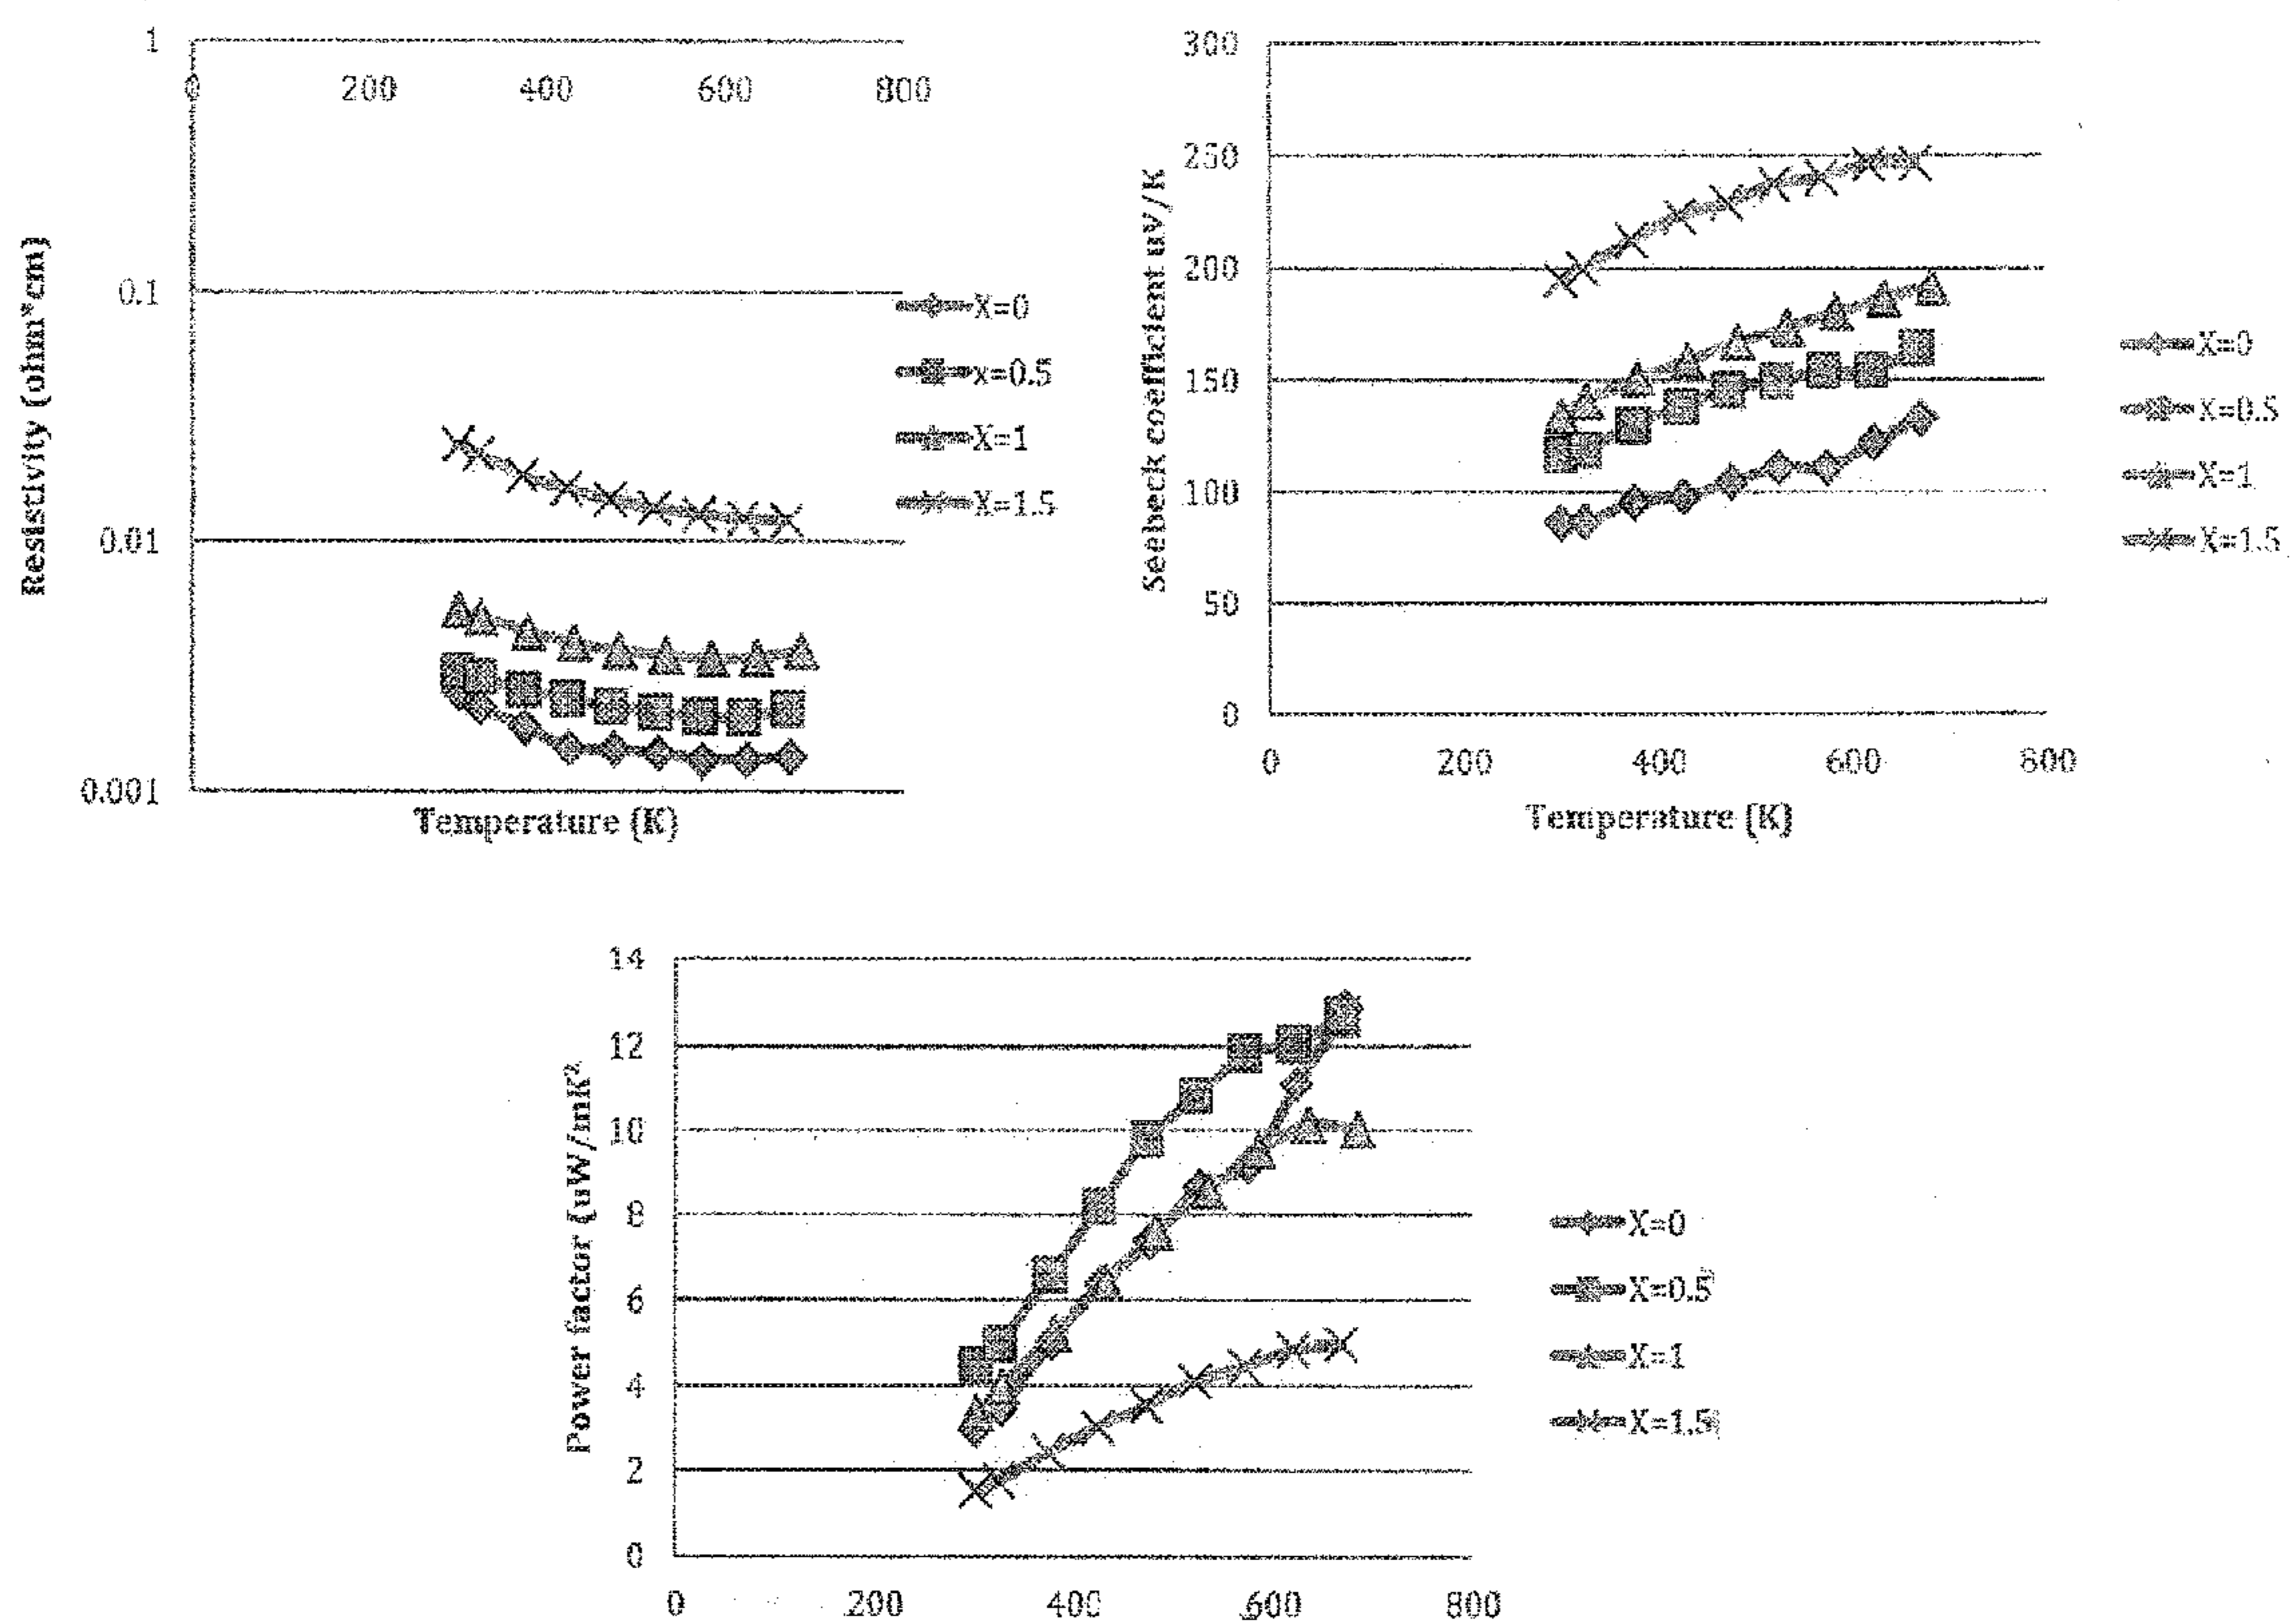 1
0
200
400
600
800
0.1
0.01
0.001
Resistivity (ohm*cm)
Temperature (K)
X=0
x=0.5
X=1
X=1.5
300
250
200
150
100
50
0
Seebeck coefficient uV/K
0
200
400
600
800
Temperature (K)
X=0
X=0.5
X=1
X=1.5
14
12
10
8
6
4
2
0
Power factor (uW/mK²
0
200
400
600
800
X=0
X=0.5
X=1
X=1.5